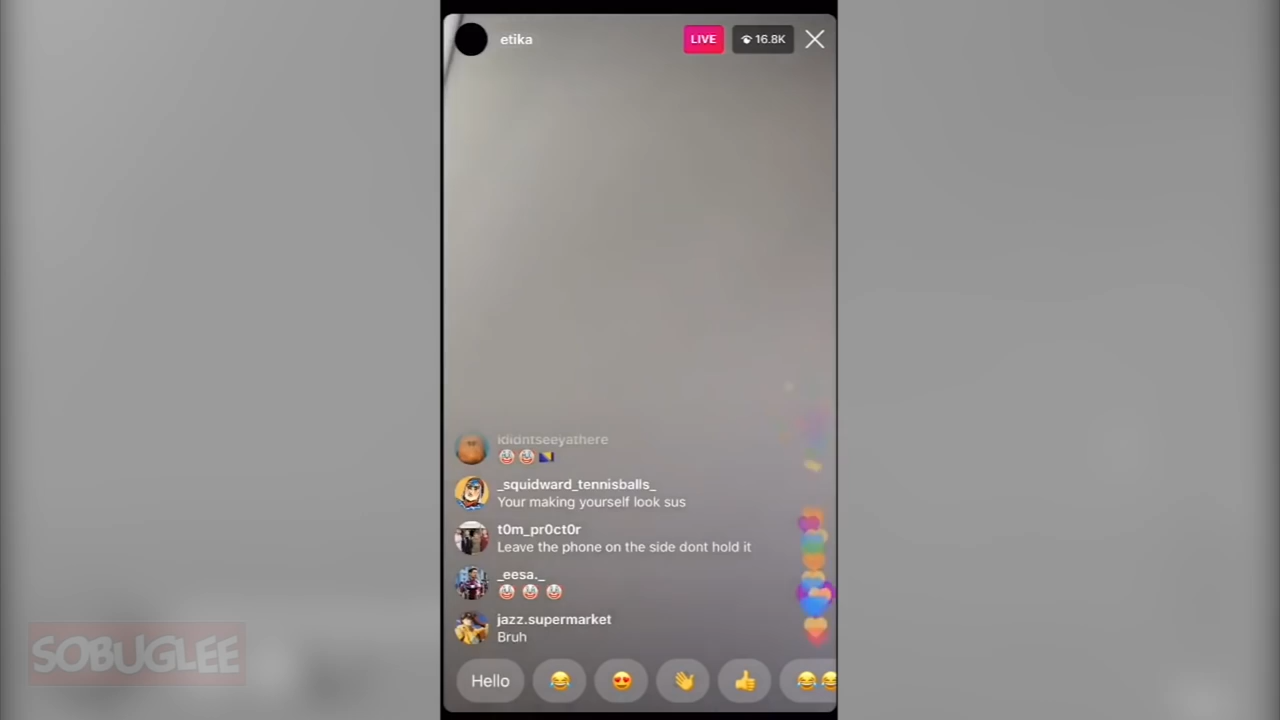 etika
LIVE
16.8K
kdidntseeyathere
_squidward_tennisballs_
Your making yourself look sus
t0m_pr0ct0r
Leave the phone on the side dont hold it
_eesa._
jazz.supermarket
Bruh
SOBUGLEE
Hello